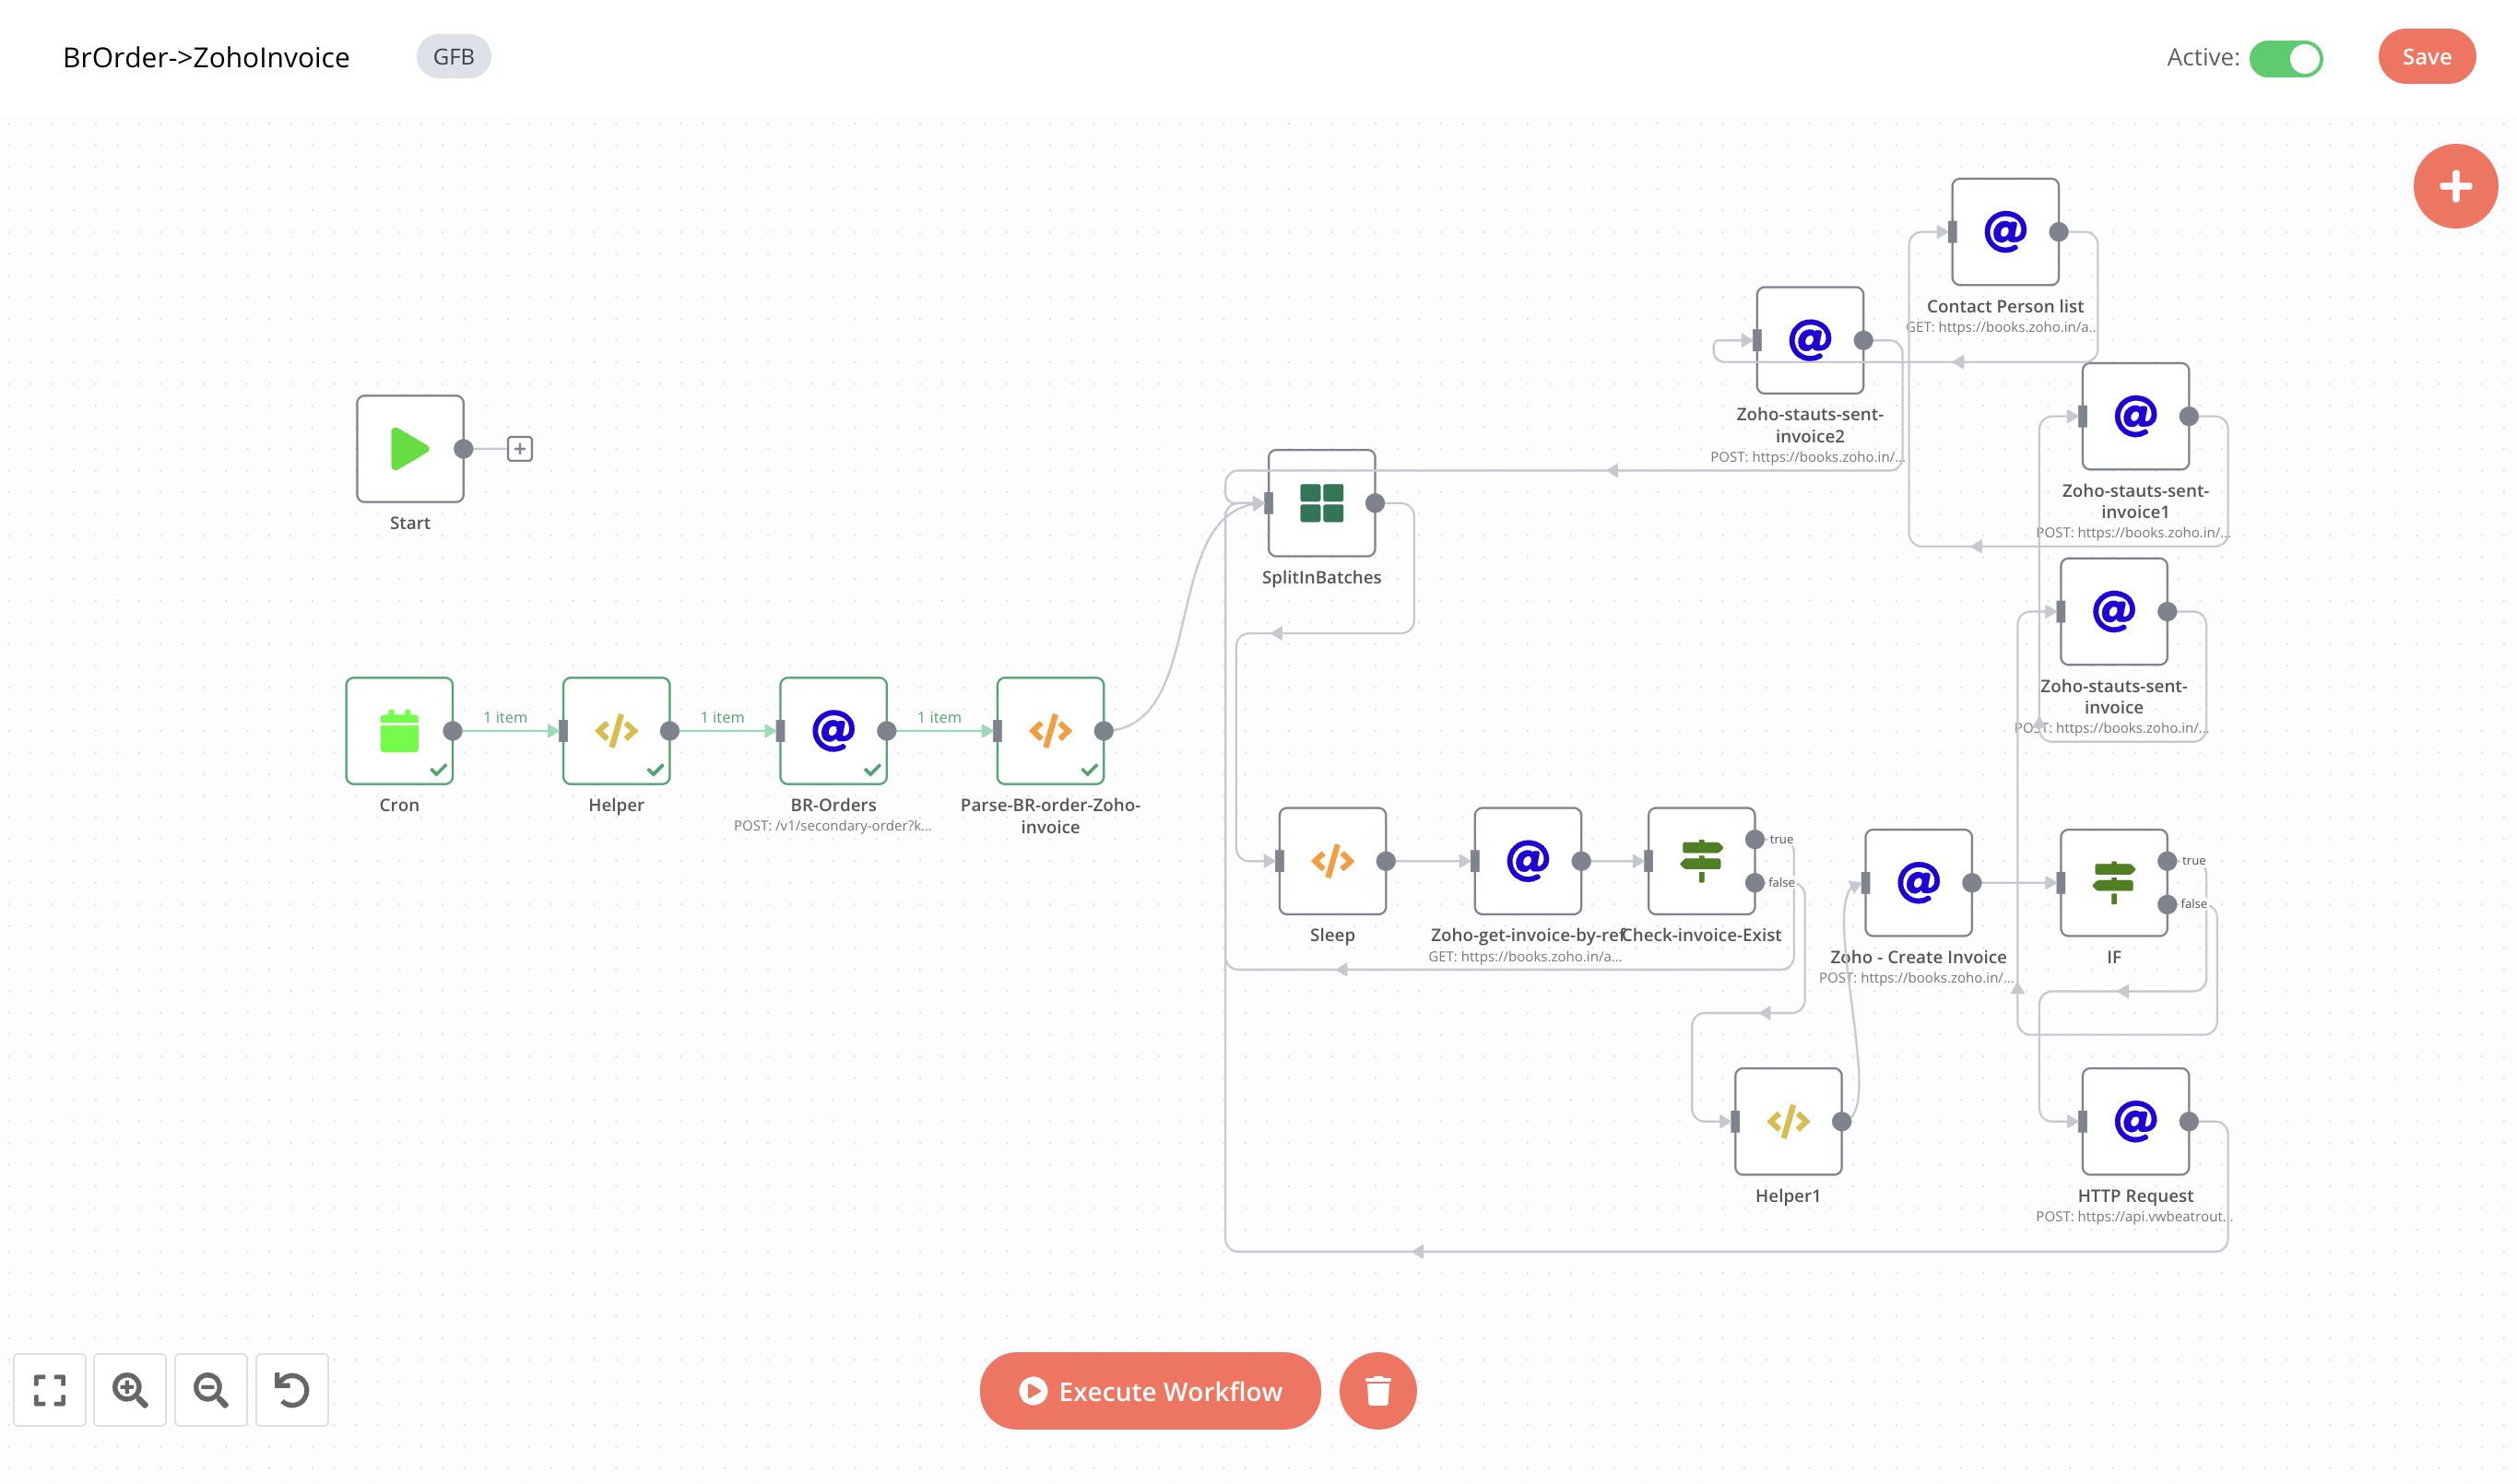 BrOrder->ZohoInvoice
GFB
Active:
Save
Contact Person list
GET: https://books.zoho.in/a...
Zoho-stauts-sent-
invoice2
POST: https://books.zoho.in/...
Zoho-stauts-sent-
invoice1
POST: https://books.zoho.in/...
Start
SplitInBatches
Zoho-stauts-sent-
invoice
POST: https://books.zoho.in/...
1 item
1 item
1 item
Cron
Helper
BR-Orders
POST: /v1/secondary-order?k...
Parse-BR-order-Zoho-
invoice
true
false
true
false
Sleep
Zoho-get-invoice-by-ref
GET: https://books.zoho.in/a...
Check-invoice-Exist
Zoho - Create Invoice
POST: https://books.zoho.in/...
IF
Helper1
HTTP Request
POST: https://api.vwbeatrout...
Execute Workflow